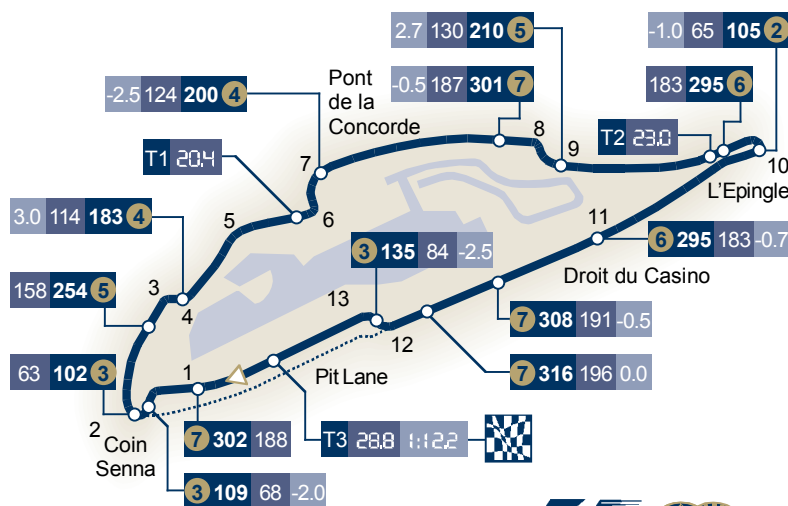 2.7 130 210 5
-1.0 65 105 2
-2.5 124 200 4
Pont
de la
Concorde
-0.5 187 301 7
183 295 6
T1 20.4
T2 23.0
7
8
9
10
L'Epingle
3.0 114 183 4
5
6
11
6 295 183 -0.7
158 254 5
3
4
3 135 84 -2.5
Droit du Casino
13
12
7 308 191 -0.5
63 102 3
1
Pit Lane
7 316 196 0.0
2
Coin
Senna
7 302 188
T3 28.8 1:12.2
3 109 68 -2.0